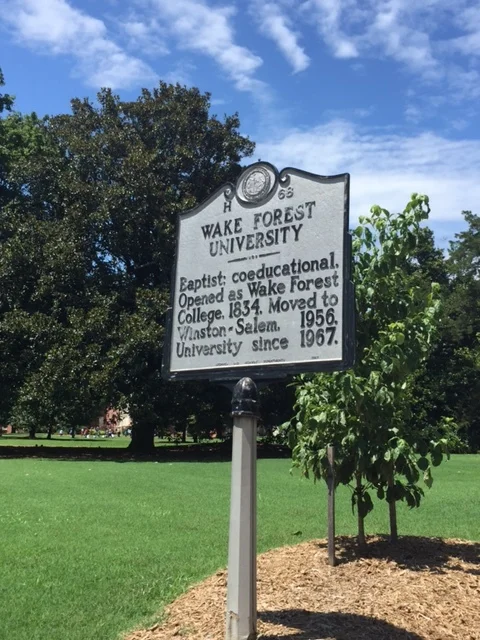 H 63
WAKE FOREST
UNIVERSITY
Baptist; coeducational.
Opened as Wake Forest
College, 1834. Moved to
Winston-Salem, 1956.
University since 1967.